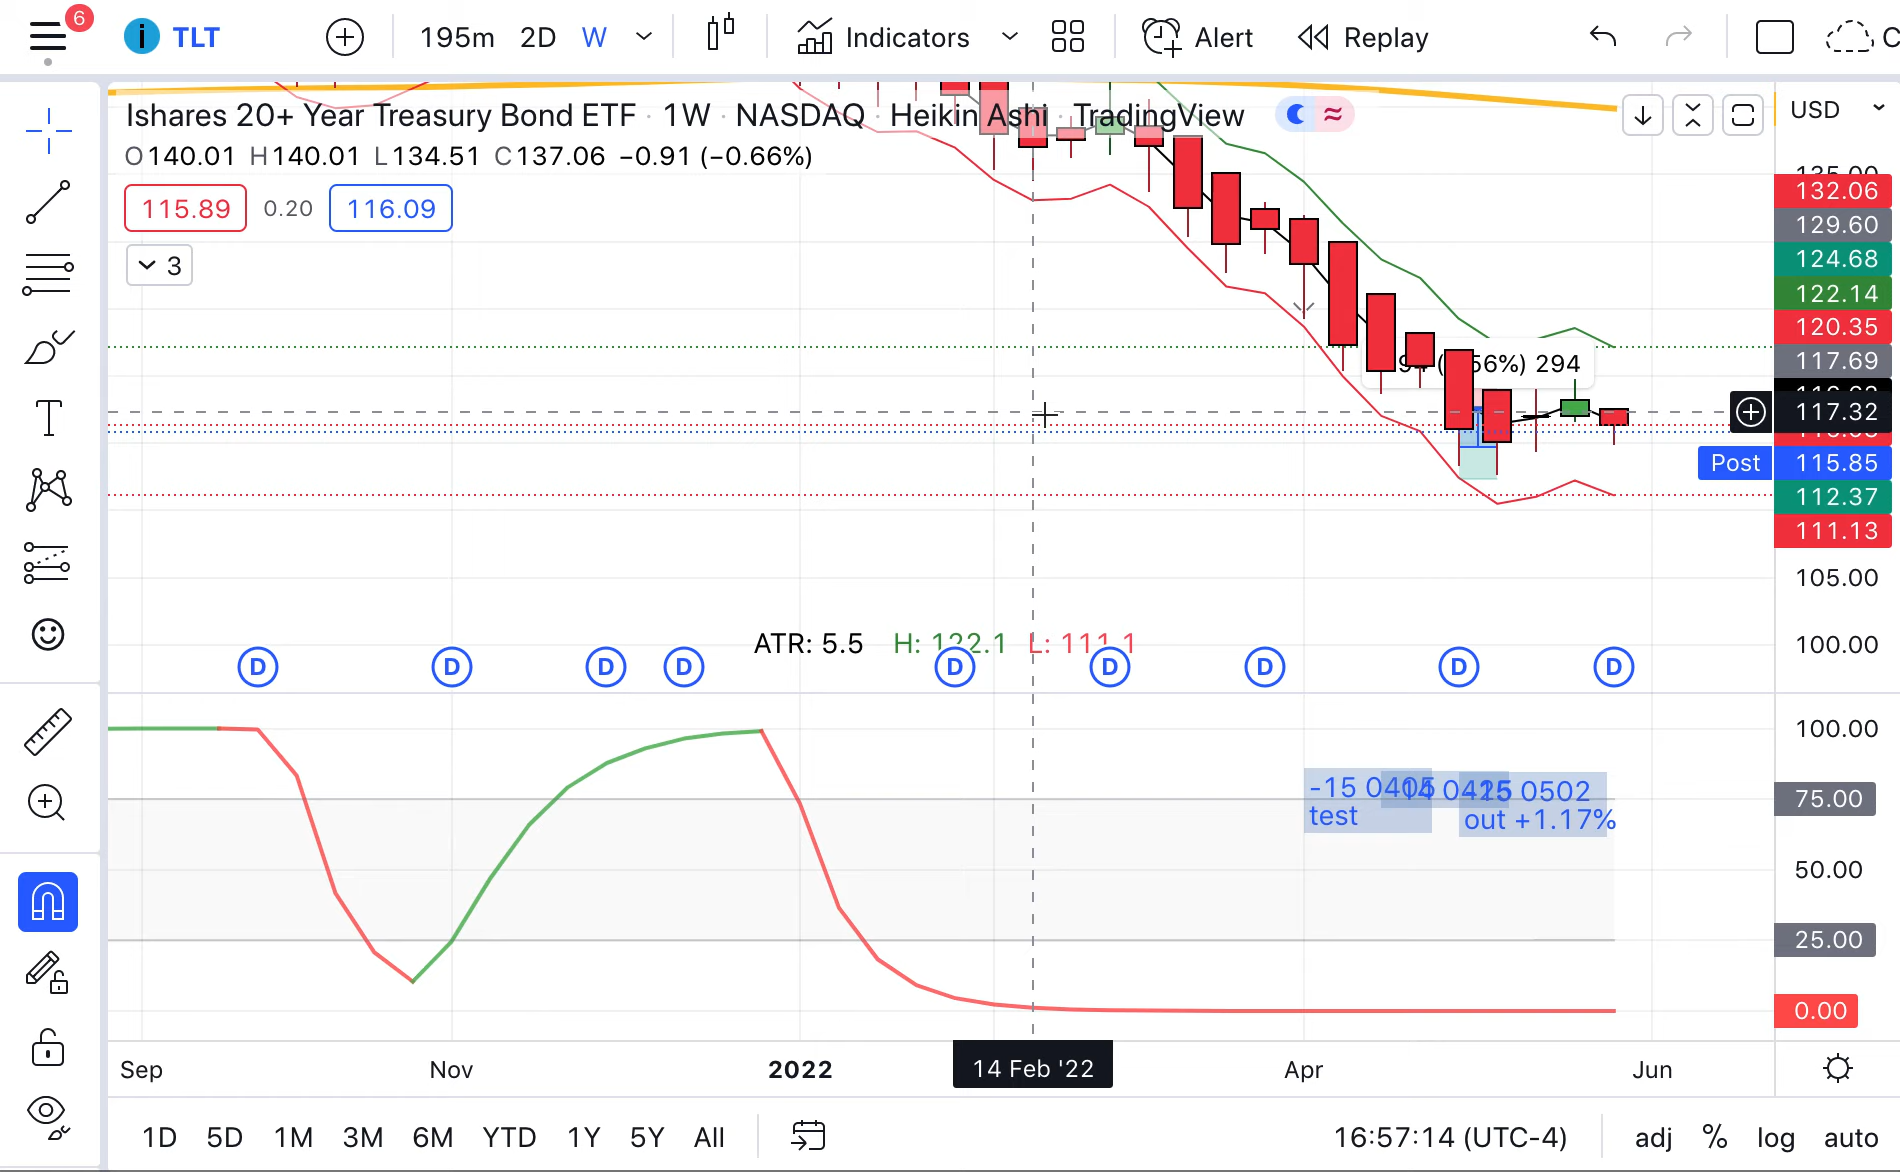 6
i TLT 195m 2D W Indicators Alert Replay C
Ishares 20+ Year Treasury Bond ETF · 1W · NASDAQ · Heikin Ashi · TradingView
O140.01 H140.01 L134.51 C137.06 −0.91 (−0.66%)
115.89 0.20 116.09
3
USD
135.00
132.06
129.60
124.68
122.14
120.35
117.69
117.32
Post 115.85
112.37
111.13
105.00
100.00
56%) 294
ATR: 5.5 H: 122.1 L: 111.1
D D D D D D D D D
100.00
75.00
50.00
25.00
0.00
-15 0405
test
0502
out +1.17%
Sep Nov 2022 14 Feb '22 Apr Jun
1D 5D 1M 3M 6M YTD 1Y 5Y All 16:57:14 (UTC-4) adj % log auto